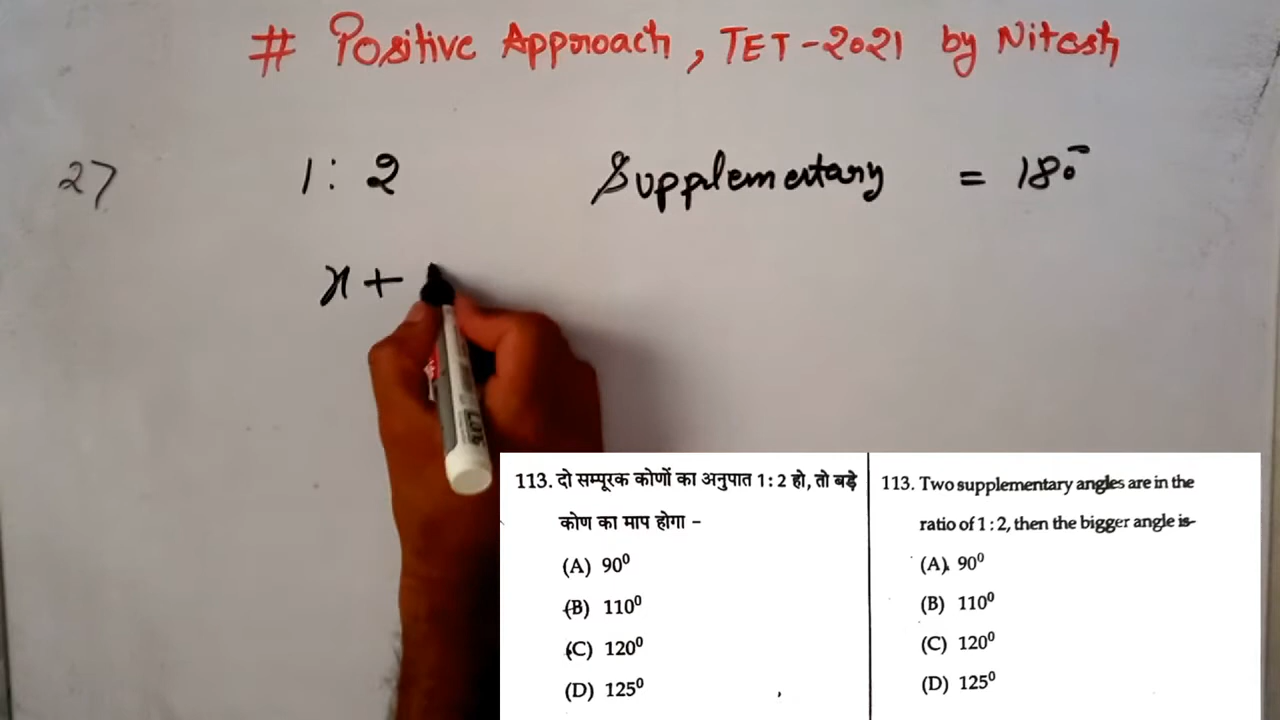 # Positive Approach, TET-2021 by Nitesh
27 1 : 2 Supplementary = 180°
x +
113. दो सम्पूरक कोणों का अनुपात 1 : 2 हो, तो बड़े
कोण का माप होगा –
(A) 90⁰
(B) 110⁰
(C) 120⁰
(D) 125⁰
113. Two supplementary angles are in the
ratio of 1 : 2, then the bigger angle is-
(A) 90⁰
(B) 110⁰
(C) 120⁰
(D) 125⁰